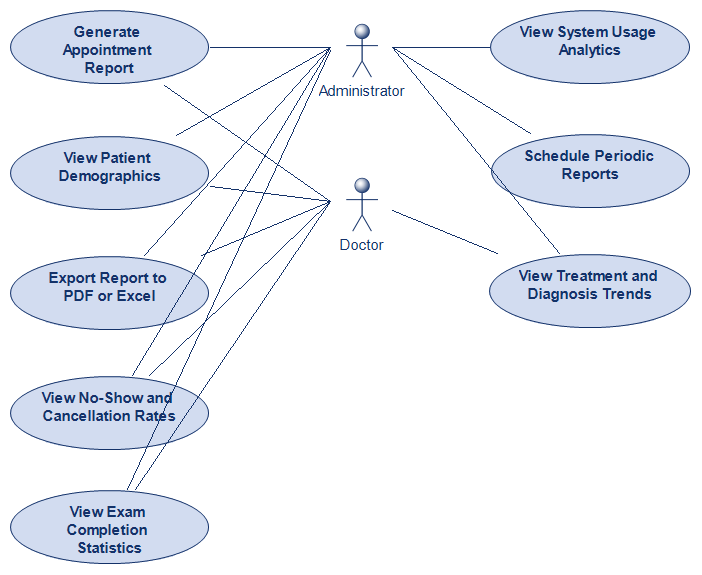 Generate
Appointment
Report
Administrator
View System Usage
Analytics
View Patient
Demographics
Schedule Periodic
Reports
Doctor
Export Report to
PDF or Excel
View Treatment and
Diagnosis Trends
View No-Show and
Cancellation Rates
View Exam
Completion
Statistics